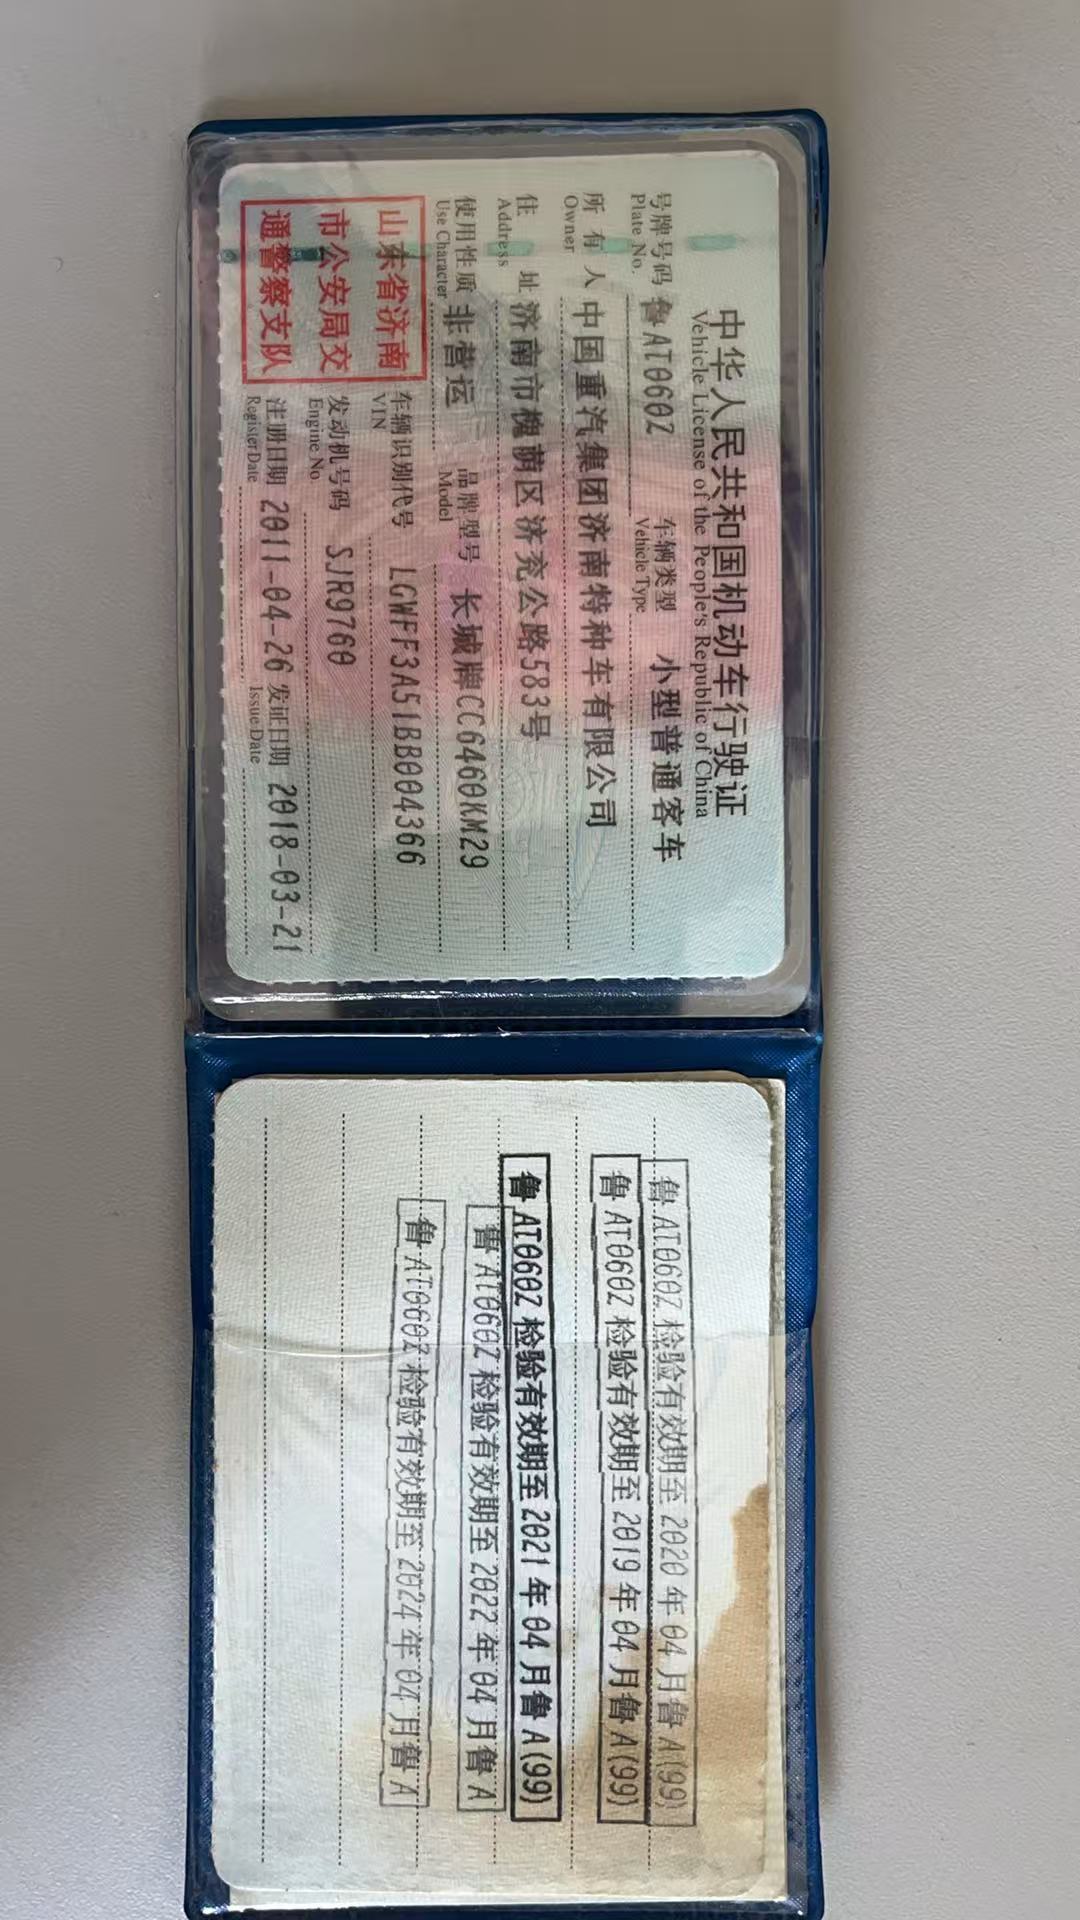 中华人民共和国机动车行驶证
Vehicle License of the People's Republic of China
号牌号码 鲁AT060Z 车辆类型 小型普通客车
Plate No. Vehicle Type
所有人 中国重汽集团济南特种车有限公司
Owner
住址 济南市槐荫区济兖公路583号
Address
使用性质 非营运 品牌型号 长城牌CC6460KM29
Use Character Model
山东省济南
市公安局交
通警察支队
车辆识别代号 LGWFF3A51BB004366
VIN
发动机号码 SJR9760
Engine No.
注册日期 2011-04-26 发证日期 2018-03-21
Register Date Issue Date
鲁AT060Z检验有效期至2020年04月鲁A(99)
鲁AT060Z检验有效期至2019年04月鲁A(99)
鲁AT060Z检验有效期至2021年04月鲁A(99)
鲁AT060Z检验有效期至2022年04月鲁A
鲁AT060Z检验有效期至2024年04月鲁A